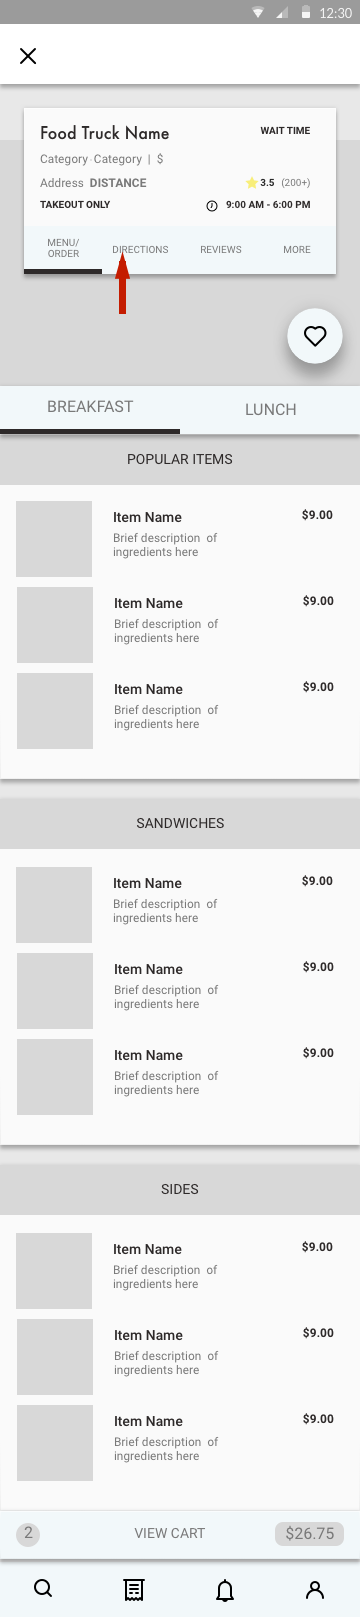 12:30
Food Truck Name
WAIT TIME
Category · Category | $
Address DISTANCE
3.5 (200+)
TAKEOUT ONLY
9:00 AM - 6:00 PM
MENU/
ORDER
DIRECTIONS
REVIEWS
MORE
BREAKFAST
LUNCH
POPULAR ITEMS
Item Name
$9.00
Brief description of
ingredients here
Item Name
$9.00
Brief description of
ingredients here
Item Name
$9.00
Brief description of
ingredients here
SANDWICHES
Item Name
$9.00
Brief description of
ingredients here
Item Name
$9.00
Brief description of
ingredients here
Item Name
$9.00
Brief description of
ingredients here
SIDES
Item Name
$9.00
Brief description of
ingredients here
Item Name
$9.00
Brief description of
ingredients here
Item Name
$9.00
Brief description of
ingredients here
2
VIEW CART
$26.75